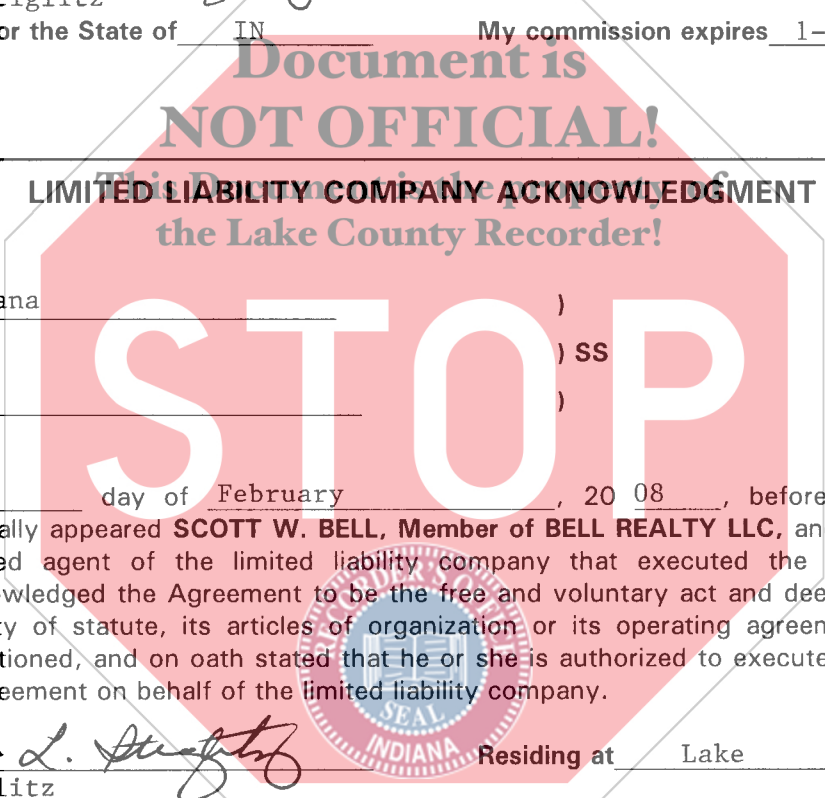 iglitz
or the State of IN My commission expires 1-
Document is
NOT OFFICIAL!
LIMITED LIABILITY COMPANY ACKNOWLEDGMENT
This Document is the property of
the Lake County Recorder!
ana )
) SS
)
STOP
day of February , 20 08 , before
ally appeared SCOTT W. BELL, Member of BELL REALTY LLC, an
ed agent of the limited liability company that executed the
wledged the Agreement to be the free and voluntary act and dee
ty of statute, its articles of organization or its operating agreen
tioned, and on oath stated that he or she is authorized to execute
eement on behalf of the limited liability company.
RECORDER'S OFFICE
SEAL
INDIANA
L. Steiglitz Residing at Lake
litz